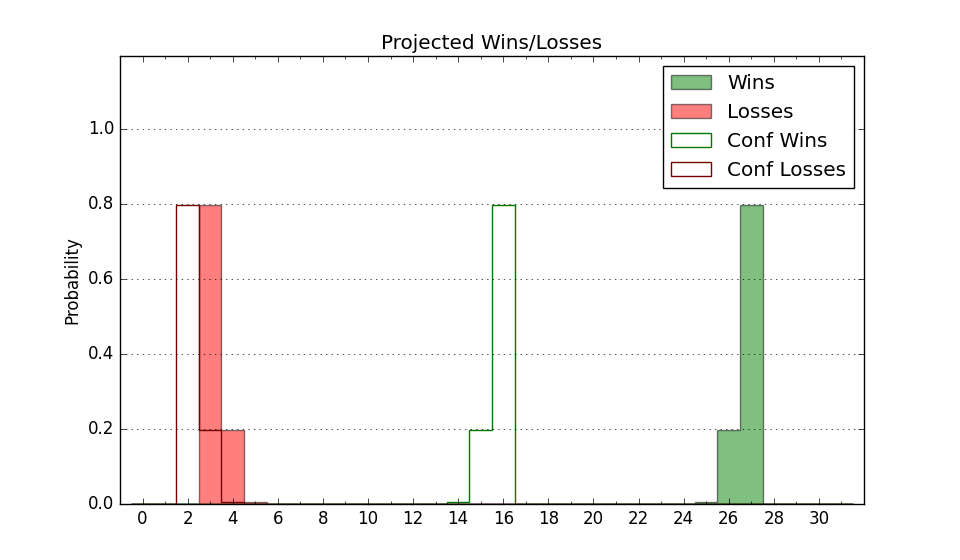 Projected Wins/Losses
Wins
Losses
Conf Wins
Conf Losses
Probability
1.0
0.8
0.6
0.4
0.2
0.0
0 2 4 6 8 10 12 14 16 18 20 22 24 26 28 30